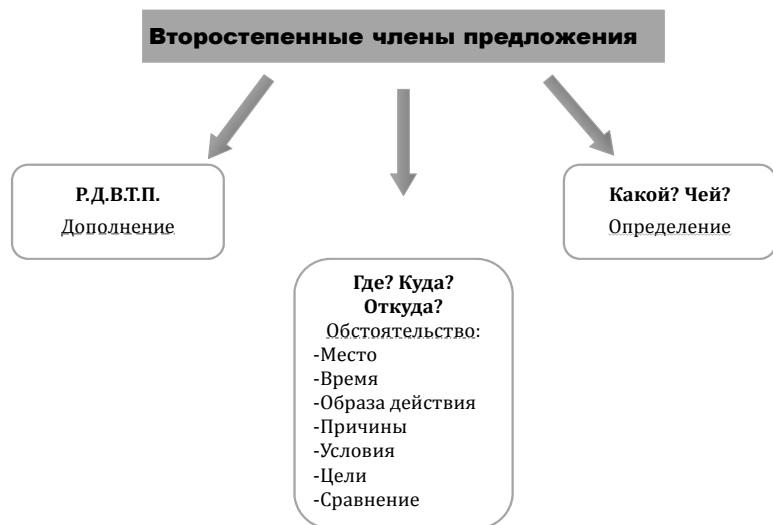 Второстепенные члены предложения
Р.Д.В.Т.П.
Дополнение
Где? Куда?
Откуда?
Обстоятельство:
-Место
-Время
-Образа действия
-Причины
-Условия
-Цели
-Сравнение
Какой? Чей?
Определение